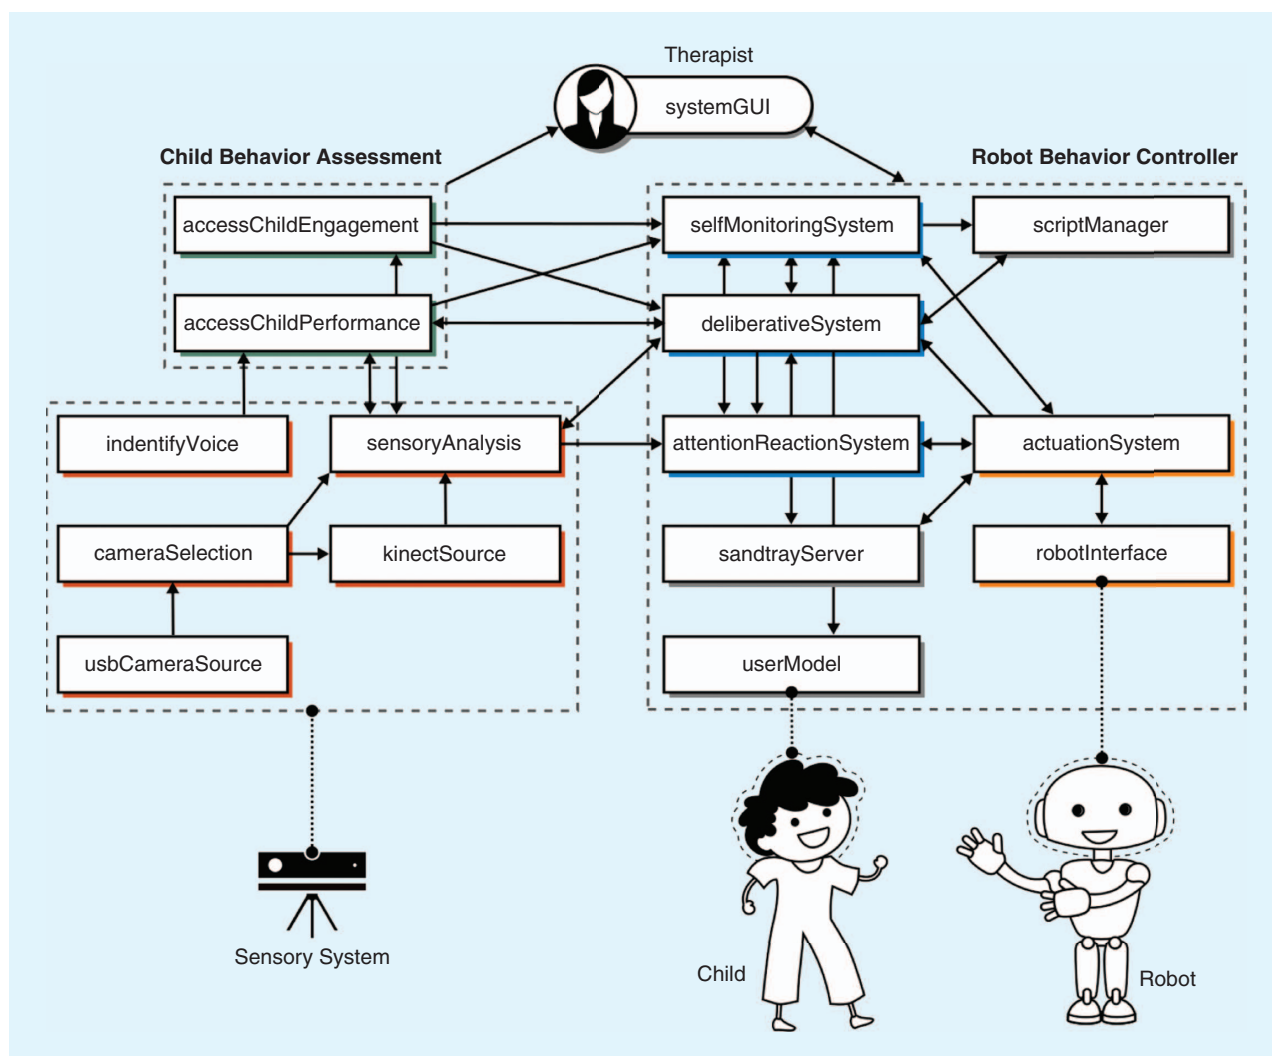 Therapist
systemGUI
Child Behavior Assessment
Robot Behavior Controller
accessChildEngagement
selfMonitoringSystem
scriptManager
accessChildPerformance
deliberativeSystem
indentifyVoice
sensoryAnalysis
attentionReactionSystem
actuationSystem
cameraSelection
kinectSource
sandtrayServer
robotInterface
usbCameraSource
userModel
Sensory System
Child
Robot